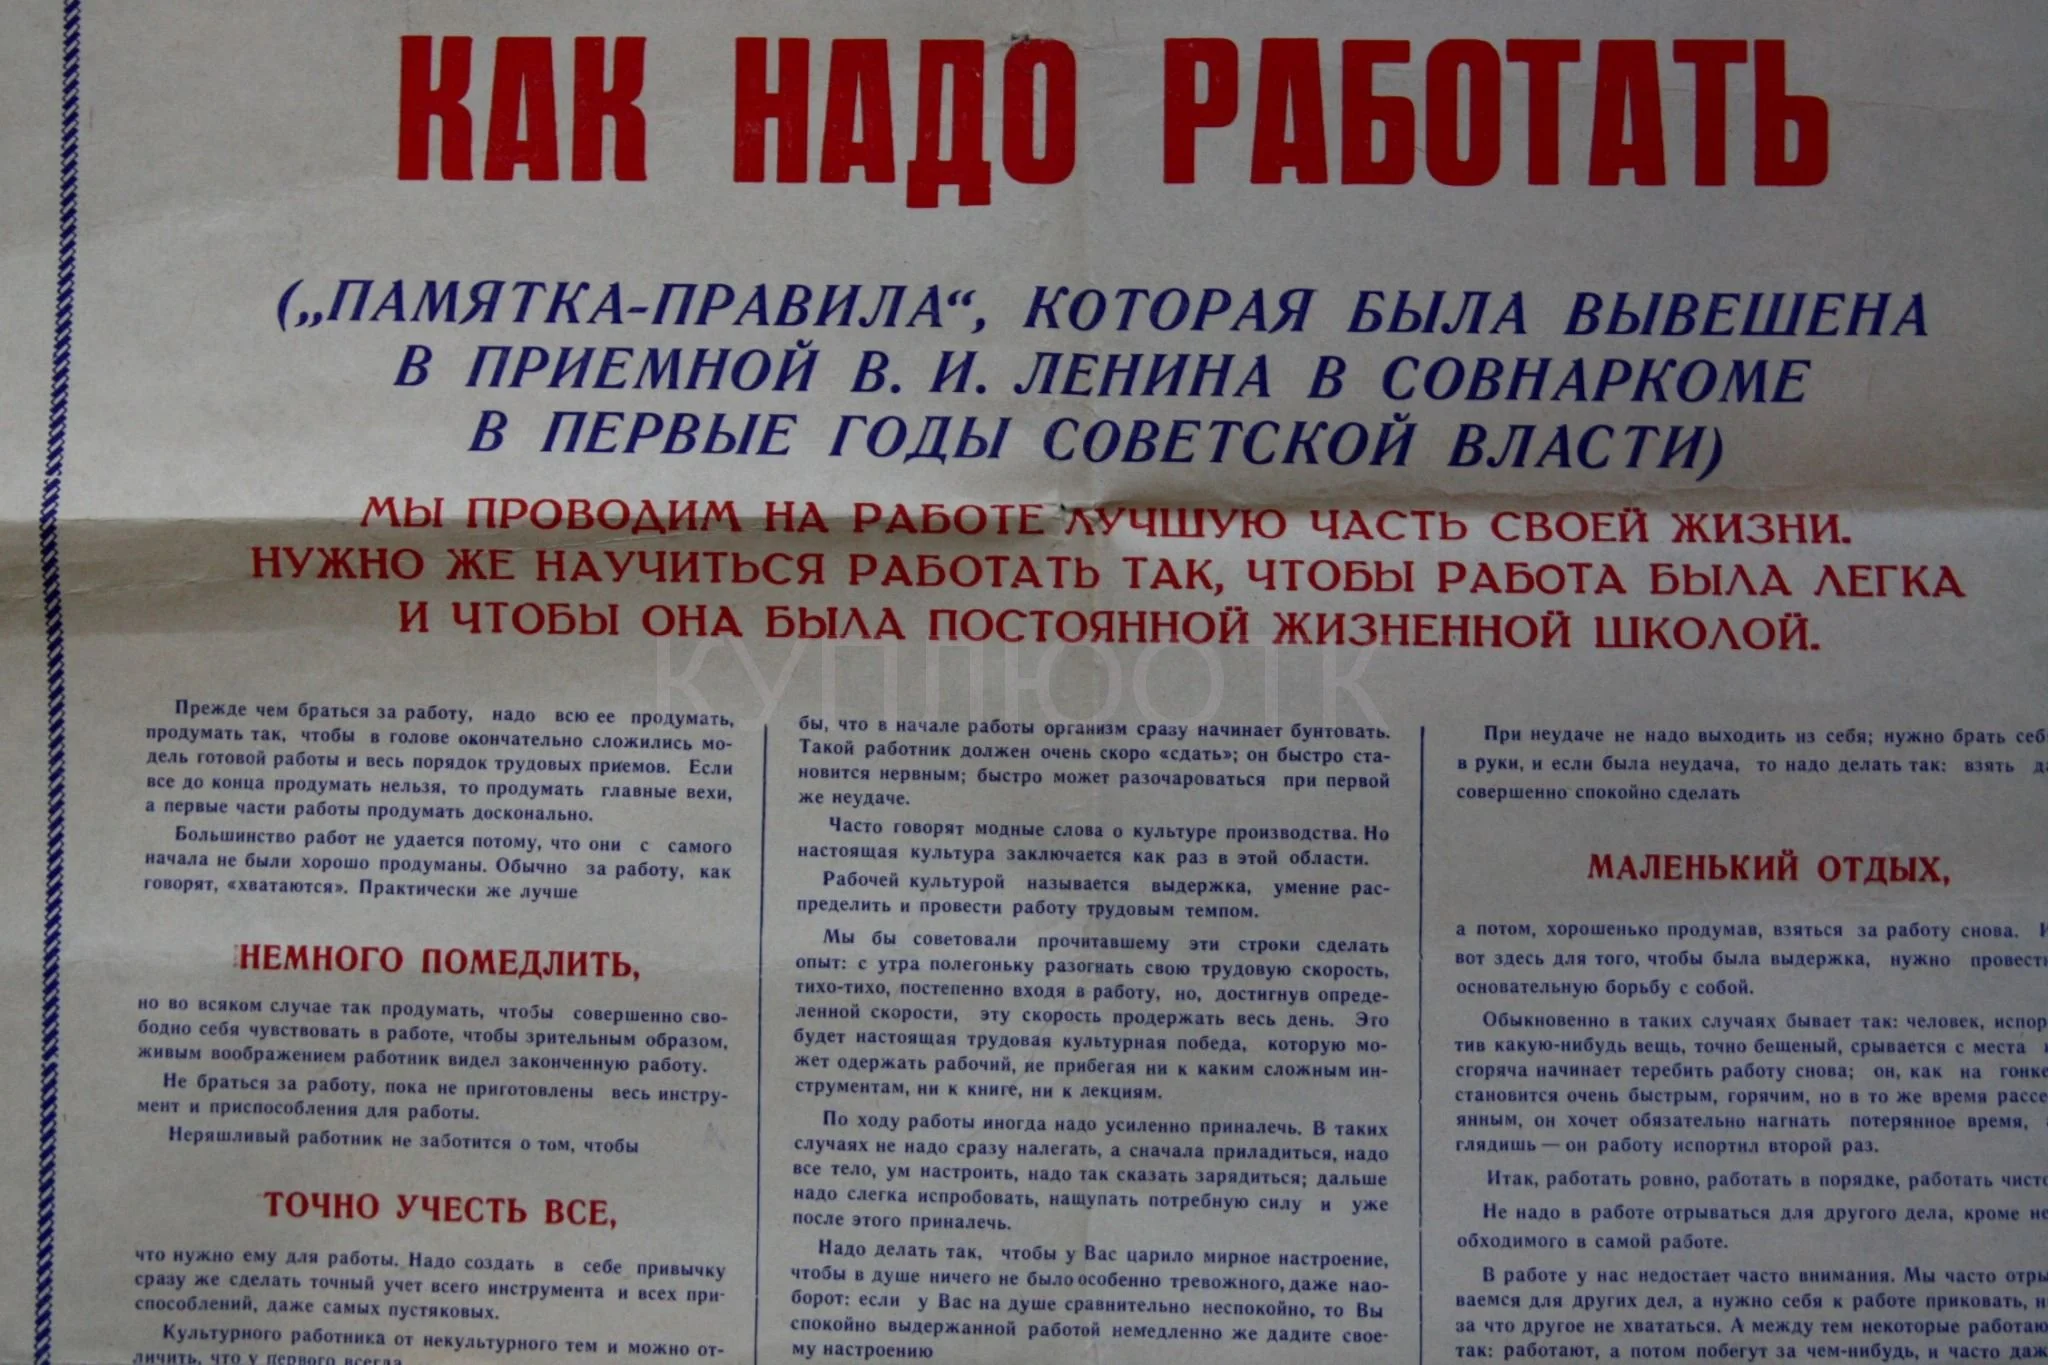 КАК НАДО РАБОТАТЬ
(„ПАМЯТКА-ПРАВИЛА“, КОТОРАЯ БЫЛА ВЫВЕШЕНА
В ПРИЕМНОЙ В. И. ЛЕНИНА В СОВНАРКОМЕ
В ПЕРВЫЕ ГОДЫ СОВЕТСКОЙ ВЛАСТИ)
МЫ ПРОВОДИМ НА РАБОТЕ ЛУЧШУЮ ЧАСТЬ СВОЕЙ ЖИЗНИ.
НУЖНО ЖЕ НАУЧИТЬСЯ РАБОТАТЬ ТАК, ЧТОБЫ РАБОТА БЫЛА ЛЕГКА
И ЧТОБЫ ОНА БЫЛА ПОСТОЯННОЙ ЖИЗНЕННОЙ ШКОЛОЙ.
КУПЛЮОТК
Прежде чем браться за работу, надо всю ее продумать,
продумать так, чтобы в голове окончательно сложились мо-
дель готовой работы и весь порядок трудовых приемов. Если
все до конца продумать нельзя, то продумать главные вехи,
а первые части работы продумать досконально.
Большинство работ не удается потому, что они с самого
начала не были хорошо продуманы. Обычно за работу, как
говорят, «хватаются». Практически же лучше
НЕМНОГО ПОМЕДЛИТЬ,
но во всяком случае так продумать, чтобы совершенно сво-
бодно себя чувствовать в работе, чтобы зрительным образом,
живым воображением работник видел законченную работу.
Не браться за работу, пока не приготовлены весь инстру-
мент и приспособления для работы.
Неряшливый работник не заботится о том, чтобы
ТОЧНО УЧЕСТЬ ВСЕ,
что нужно ему для работы. Надо создать в себе привычку
сразу же сделать точный учет всего инструмента и всех при-
способлений, даже самых пустяковых.
Культурного работника от некультурного тем и можно от-
личить, что у первого всегда
бы, что в начале работы организм сразу начинает бунтовать.
Такой работник должен очень скоро «сдать»; он быстро ста-
новится нервным; быстро может разочароваться при первой
же неудаче.
Часто говорят модные слова о культуре производства. Но
настоящая культура заключается как раз в этой области.
Рабочей культурой называется выдержка, умение рас-
пределить и провести работу трудовым темпом.
Мы бы советовали прочитавшему эти строки сделать
опыт: с утра полегоньку разогнать свою трудовую скорость,
тихо-тихо, постепенно входя в работу, но, достигнув опреде-
ленной скорости, эту скорость продержать весь день. Это
будет настоящая трудовая культурная победа, которую мо-
жет одержать рабочий, не прибегая ни к каким сложным ин-
струментам, ни к книге, ни к лекциям.
По ходу работы иногда надо усиленно приналечь. В таких
случаях не надо сразу налегать, а сначала приладиться, надо
все тело, ум настроить, надо так сказать зарядиться; дальше
надо слегка испробовать, нащупать потребную силу и уже
после этого приналечь.
Надо делать так, чтобы у Вас царило мирное настроение,
чтобы в душе ничего не было особенно тревожного, даже нао-
борот: если у Вас на душе сравнительно неспокойно, то Вы
спокойно выдержанной работой немедленно же дадите свое-
му настроению
При неудаче не надо выходить из себя; нужно брать себ
в руки, и если была неудача, то надо делать так: взять д
совершенно спокойно сделать
МАЛЕНЬКИЙ ОТДЫХ,
а потом, хорошенько продумав, взяться за работу снова. И
вот здесь для того, чтобы была выдержка, нужно провести
основательную борьбу с собой.
Обыкновенно в таких случаях бывает так: человек, испор
тив какую-нибудь вещь, точно бешеный, срывается с места
сгоряча начинает теребить работу снова; он, как на гонке
становится очень быстрым, горячим, но в то же время рассе
янным, он хочет обязательно нагнать потерянное время,
глядишь — он работу испортил второй раз.
Итак, работать ровно, работать в порядке, работать чисто
Не надо в работе отрываться для другого дела, кроме не
обходимого в самой работе.
В работе у нас недостает часто внимания. Мы часто отры
ваемся для других дел, а нужно себя к работе приковать, н
за что другое не хвататься. А между тем некоторые работаю
так: работают, а потом побегут за чем-нибудь, и часто даж